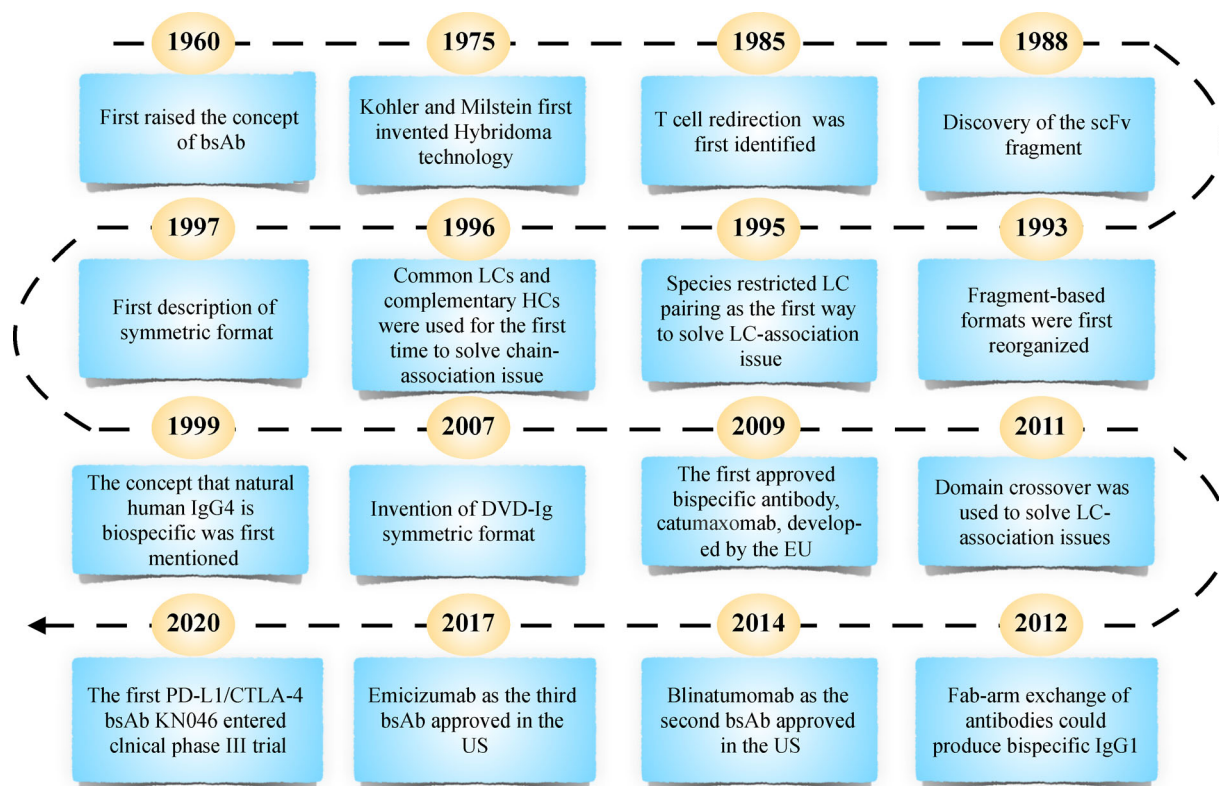 1960
First raised the concept
of bsAb
1975
Kohler and Milstein first
invented Hybridoma
technology
1985
T cell redirection was
first identified
1988
Discovery of the scFv
fragment
1993
Fragment-based
formats were first
reorganized
1995
Species restricted LC
pairing as the first way
to solve LC-association
issue
1996
Common LCs and
complementary HCs
were used for the first
time to solve chain-
association issue
1997
First description of
symmetric format
1999
The concept that natural
human IgG4 is
biospecific was first
mentioned
2007
Invention of DVD-Ig
symmetric format
2009
The first approved
bispecific antibody,
catumaxomab, develop-
ed by the EU
2011
Domain crossover was
used to solve LC-
association issues
2012
Fab-arm exchange of
antibodies could
produce bispecific IgG1
2014
Blinatumomab as the
second bsAb approved
in the US
2017
Emicizumab as the third
bsAb approved in the
US
2020
The first PD-L1/CTLA-4
bsAb KN046 entered
clnical phase III trial